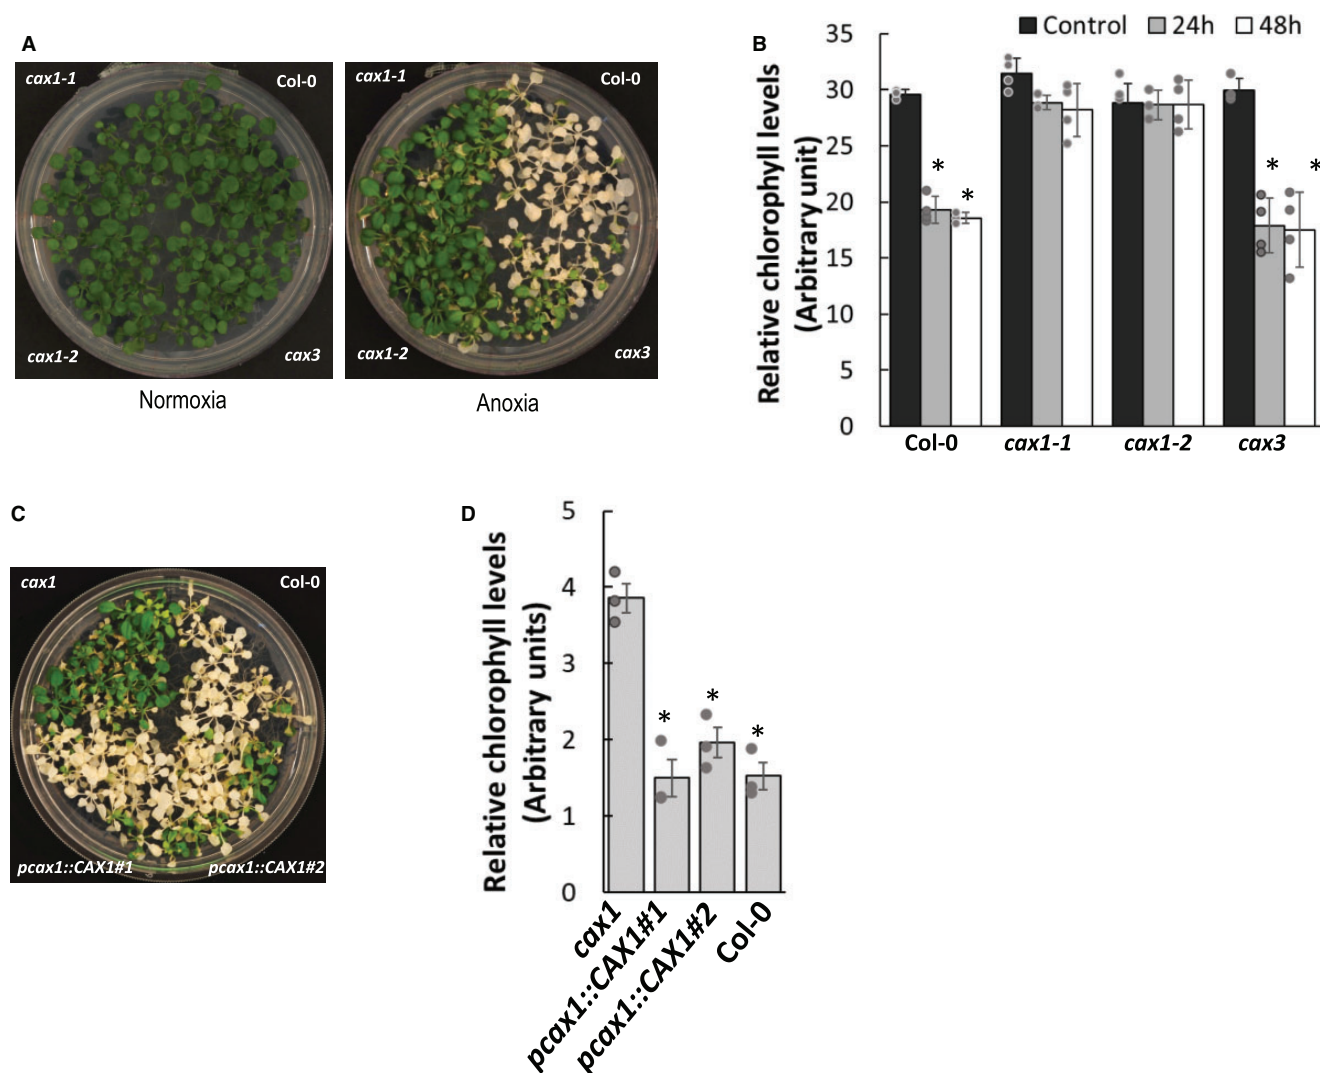 A
cax1-1
Col-0
cax1-2
cax3
Normoxia
cax1-1
Col-0
cax1-2
cax3
Anoxia
B
Control 24h 48h
Relative chlorophyll levels
(Arbitrary unit)
35
30
25
20
15
10
5
0
*
*
*
*
Col-0 cax1-1 cax1-2 cax3
C
cax1
Col-0
pcax1::CAX1#1
pcax1::CAX1#2
D
Relative chlorophyll levels
(Arbitrary units)
5
4
3
2
1
0
*
*
*
cax1
pcax1::CAX1#1
pcax1::CAX1#2
Col-0